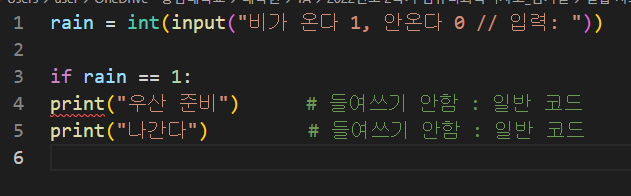 1 rain = int(input("비가 온다 1, 안온다 0 // 입력: "))
2
3 if rain == 1:
4 print("우산 준비") # 들여쓰기 안함 : 일반 코드
5 print("나간다") # 들여쓰기 안함 : 일반 코드
6